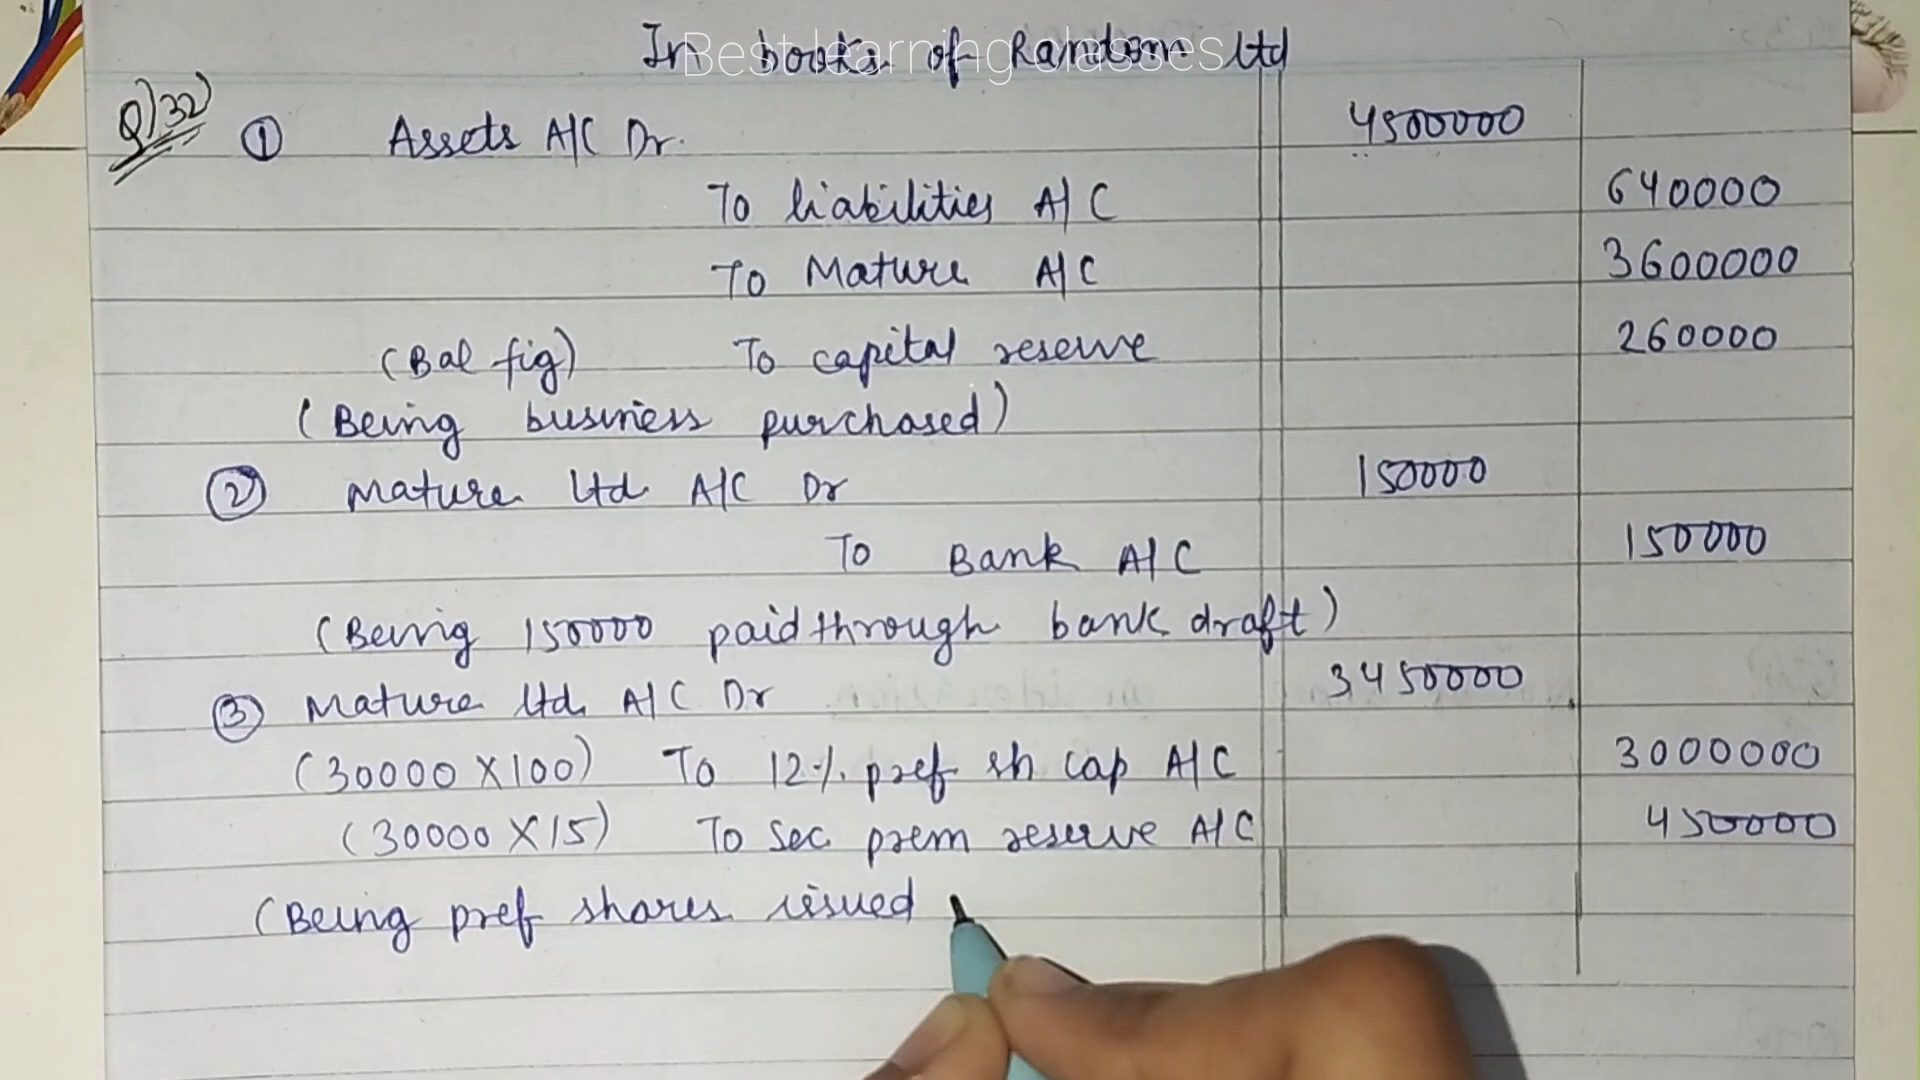 In books of Random ltd
Best learning classes
Q)32)
① Assets A/C Dr. 4500000
To liabilities A/C 640000
To Mature A/C 3600000
(Bal fig) To capital reserve 260000
(Being business purchased)
② Mature ltd A/C Dr 150000
To Bank A/C 150000
(Being 150000 paid through bank draft)
③ Mature ltd A/C Dr 3450000
(30000 X 100) To 12% pref sh cap A/C 3000000
(30000 X 15) To sec prem reserve A/C 450000
(Being pref shares issued